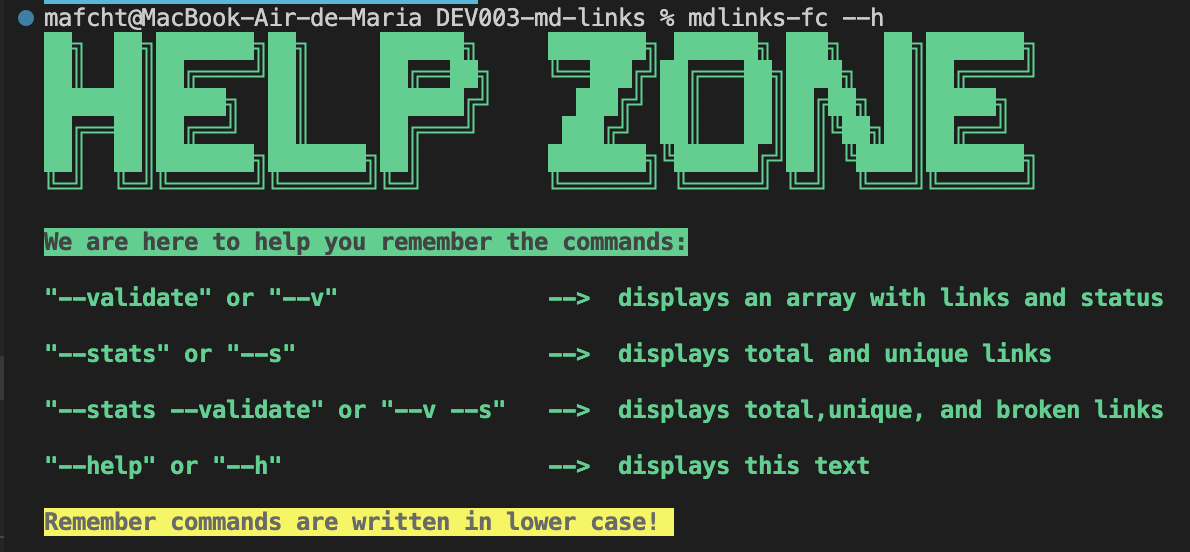 mafcht@MacBook-Air-de-Maria DEV003-md-links % mdlinks-fc --h
HELP ZONE
We are here to help you remember the commands:
"--validate" or "--v" --> displays an array with links and status
"--stats" or "--s" --> displays total and unique links
"--stats --validate" or "--v --s" --> displays total,unique, and broken links
"--help" or "--h" --> displays this text
Remember commands are written in lower case!